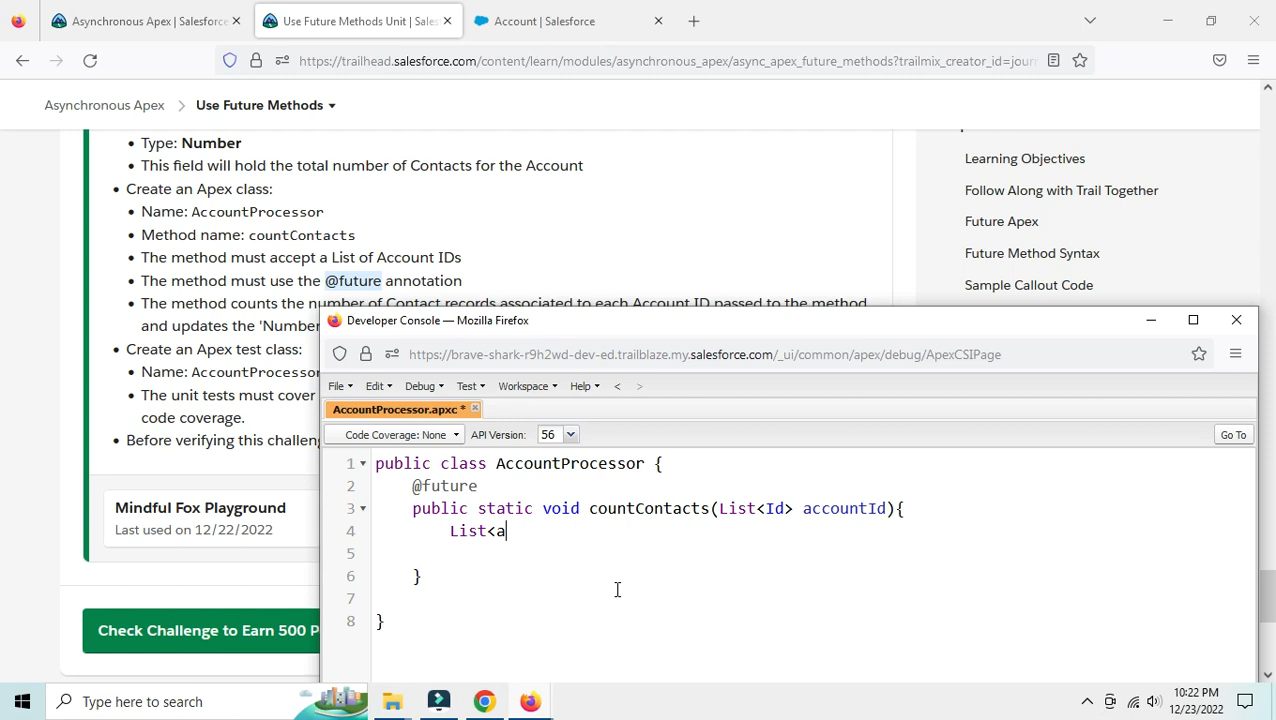 Asynchronous Apex | Salesforce
Use Future Methods Unit | Sales
Account | Salesforce
https://trailhead.salesforce.com/content/learn/modules/asynchronous_apex/async_apex_future_methods?trailmix_creator_id=jour
Asynchronous Apex > Use Future Methods
• Type: Number
• This field will hold the total number of Contacts for the Account
• Create an Apex class:
• Name: AccountProcessor
• Method name: countContacts
• The method must accept a List of Account IDs
• The method must use the @future annotation
• The method counts the number of Contact records associated to each Account ID passed to the method
and updates the 'Number
• Create an Apex test class:
• Name: AccountProcessor
• The unit tests must cover
code coverage.
• Before verifying this challeng
Mindful Fox Playground
Last used on 12/22/2022
Check Challenge to Earn 500 P
Learning Objectives
Follow Along with Trail Together
Future Apex
Future Method Syntax
Sample Callout Code
Developer Console — Mozilla Firefox
https://brave-shark-r9h2wd-dev-ed.trailblaze.my.salesforce.com/_ui/common/apex/debug/ApexCSIPage
File Edit Debug Test Workspace Help < >
AccountProcessor.apxc *
Code Coverage: None API Version: 56 Go To
1 public class AccountProcessor {
2 @future
3 public static void countContacts(List<Id> accountId){
4 List<a
5
6 }
7
8 }
Type here to search
10:22 PM
12/23/2022